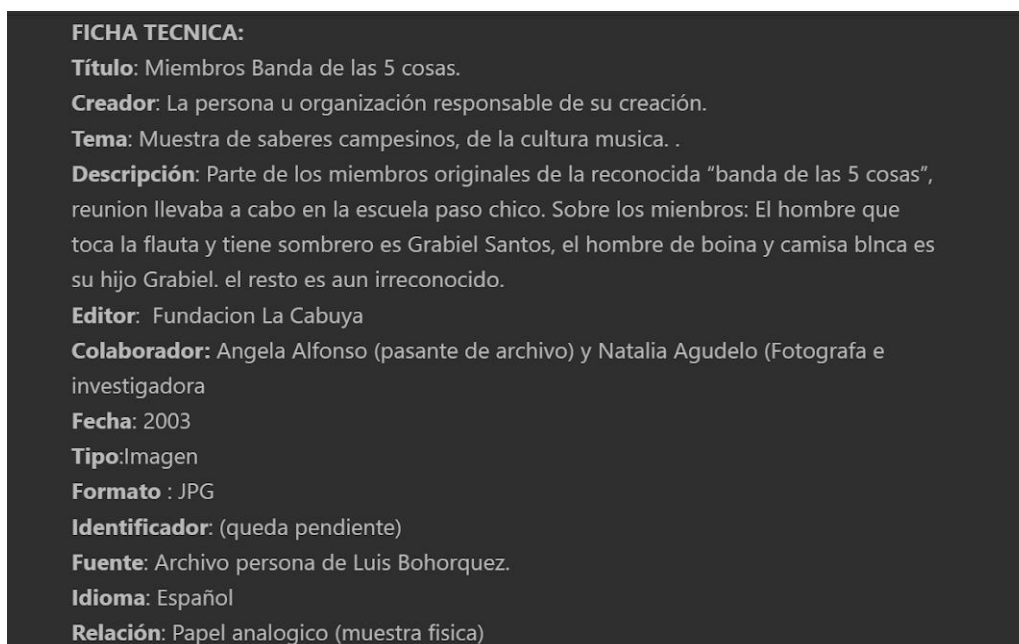 FICHA TECNICA:
Título: Miembros Banda de las 5 cosas.
Creador: La persona u organización responsable de su creación.
Tema: Muestra de saberes campesinos, de la cultura musica. .
Descripción: Parte de los miembros originales de la reconocida “banda de las 5 cosas”,
reunion llevaba a cabo en la escuela paso chico. Sobre los mienbros: El hombre que
toca la flauta y tiene sombrero es Grabiel Santos, el hombre de boina y camisa blnca es
su hijo Grabiel. el resto es aun irreconocido.
Editor:  Fundacion La Cabuya
Colaborador: Angela Alfonso (pasante de archivo) y Natalia Agudelo (Fotografa e
investigadora
Fecha: 2003
Tipo:Imagen
Formato : JPG
Identificador: (queda pendiente)
Fuente: Archivo persona de Luis Bohorquez.
Idioma: Español
Relación: Papel analogico (muestra fisica)